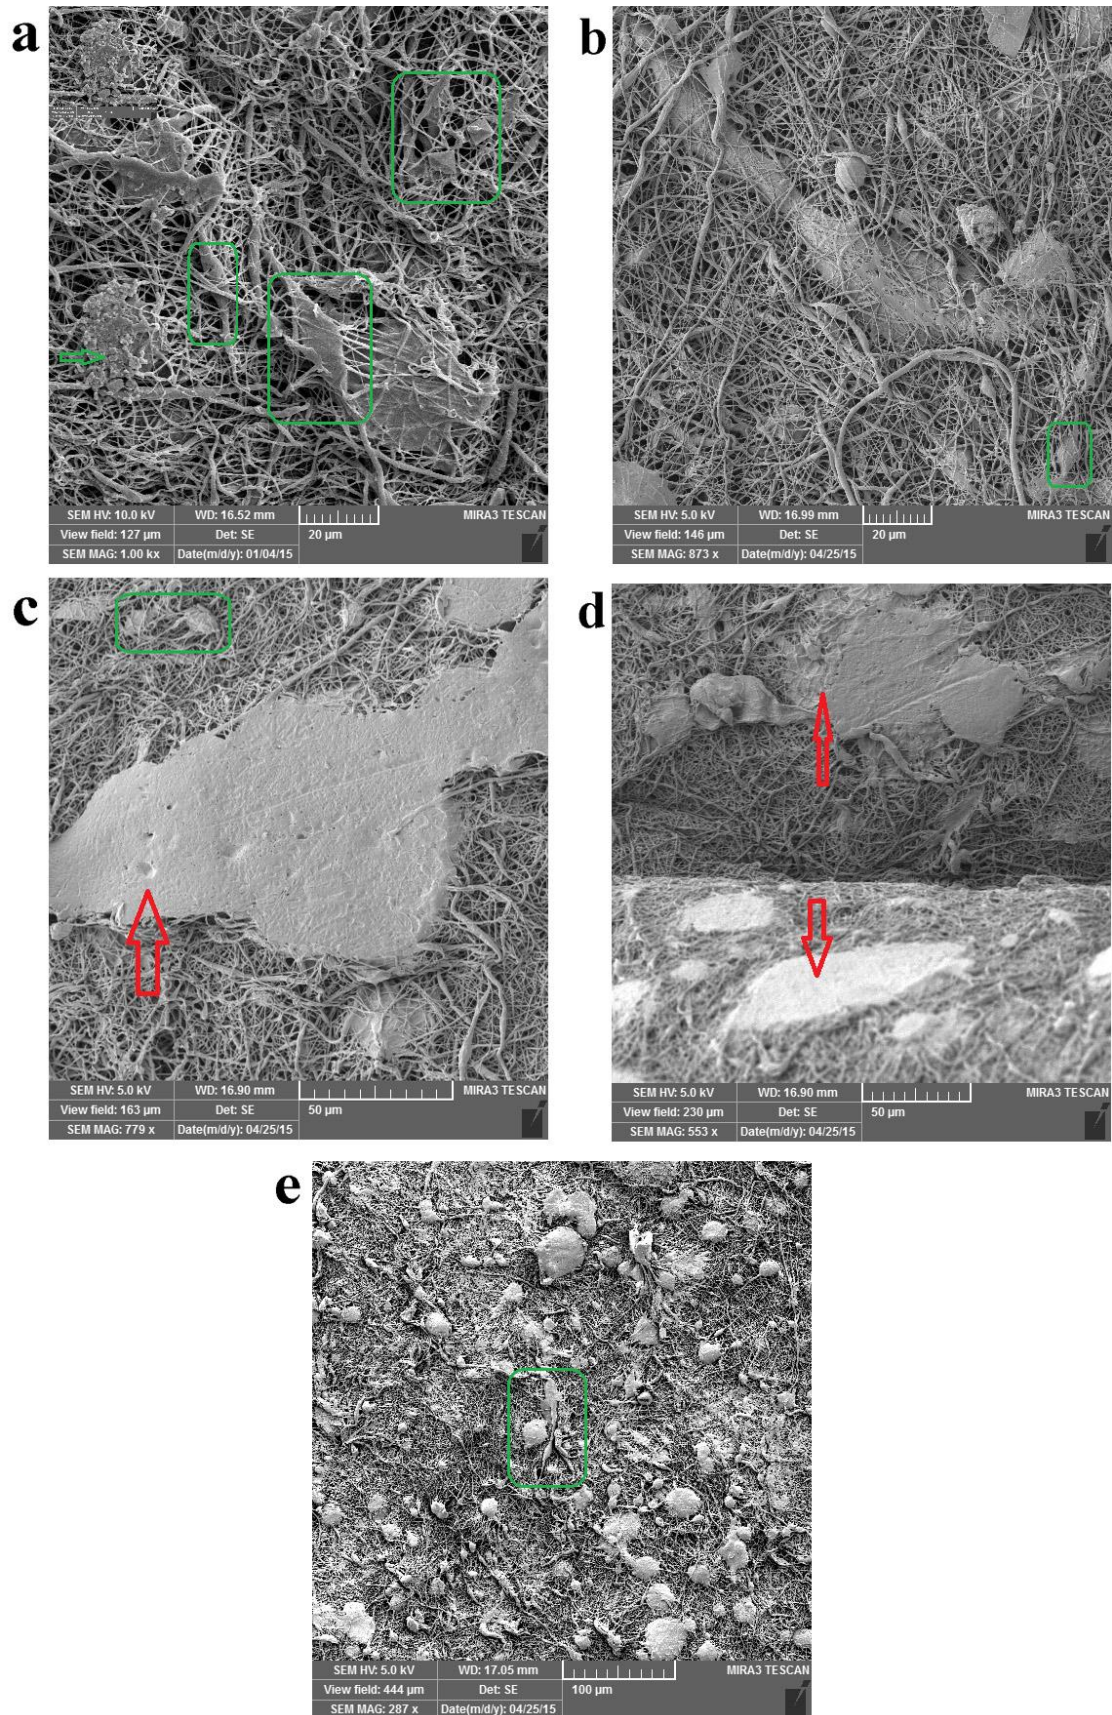 a
SEM HV: 10.0 kV WD: 16.52 mm MIRA3 TESCAN
View field: 127 µm Det: SE 20 µm
SEM MAG: 1.00 kx Date(m/d/y): 01/04/15
b
SEM HV: 5.0 kV WD: 16.99 mm MIRA3 TESCAN
View field: 146 µm Det: SE 20 µm
SEM MAG: 873 x Date(m/d/y): 04/25/15
c
SEM HV: 5.0 kV WD: 16.90 mm MIRA3 TESCAN
View field: 163 µm Det: SE 50 µm
SEM MAG: 779 x Date(m/d/y): 04/25/15
d
SEM HV: 5.0 kV WD: 16.90 mm MIRA3 TESCAN
View field: 230 µm Det: SE 50 µm
SEM MAG: 553 x Date(m/d/y): 04/25/15
e
SEM HV: 5.0 kV WD: 17.05 mm MIRA3 TESCAN
View field: 444 µm Det: SE 100 µm
SEM MAG: 287 x Date(m/d/y): 04/25/15